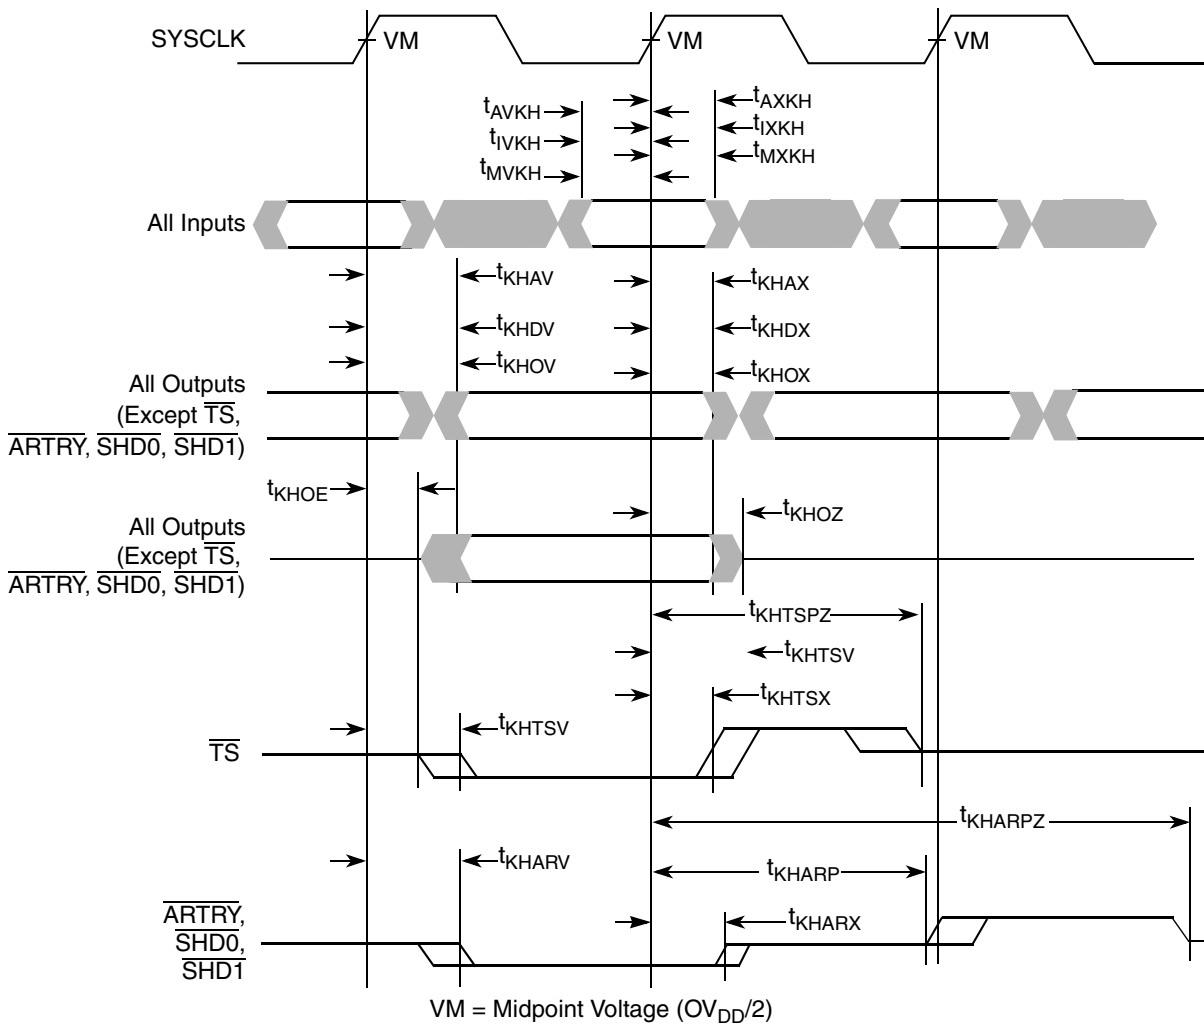 SYSCLK
VM
VM
VM
tAVKH
tIVKH
tMVKH
tAXKH
tIXKH
tMXKH
All Inputs
tKHAV
tKHDV
tKHOV
tKHAX
tKHDX
tKHOX
All Outputs
(Except TS,
ARTRY, SHD0, SHD1)
tKHOE
tKHOZ
All Outputs
(Except TS,
ARTRY, SHD0, SHD1)
tKHTSPZ
tKHTSV
tKHTSX
tKHTSV
TS
tKHARPZ
tKHARV
tKHARP
tKHARX
ARTRY,
SHD0,
SHD1
VM = Midpoint Voltage (OVDD/2)